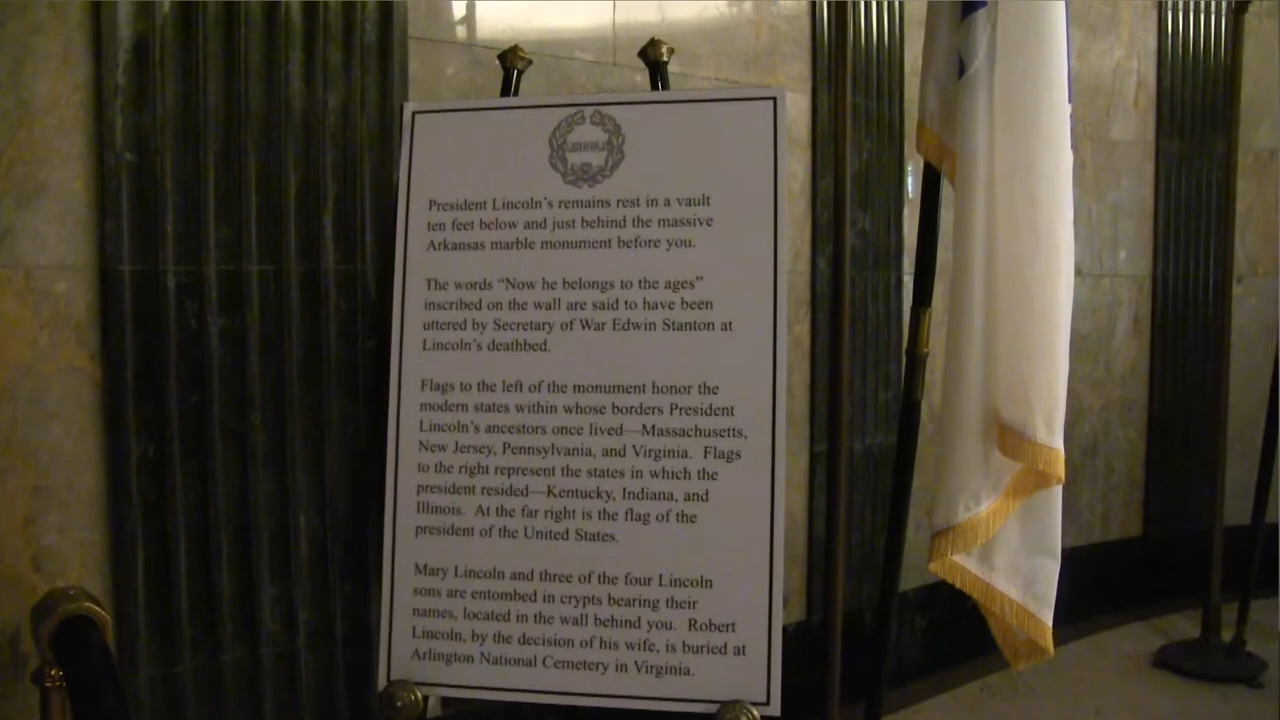 LINCOLN
President Lincoln's remains rest in a vault
ten feet below and just behind the massive
Arkansas marble monument before you.
The words “Now he belongs to the ages”
inscribed on the wall are said to have been
uttered by Secretary of War Edwin Stanton at
Lincoln's deathbed.
Flags to the left of the monument honor the
modern states within whose borders President
Lincoln's ancestors once lived—Massachusetts,
New Jersey, Pennsylvania, and Virginia. Flags
to the right represent the states in which the
president resided—Kentucky, Indiana, and
Illinois. At the far right is the flag of the
president of the United States.
Mary Lincoln and three of the four Lincoln
sons are entombed in crypts bearing their
names, located in the wall behind you. Robert
Lincoln, by the decision of his wife, is buried at
Arlington National Cemetery in Virginia.